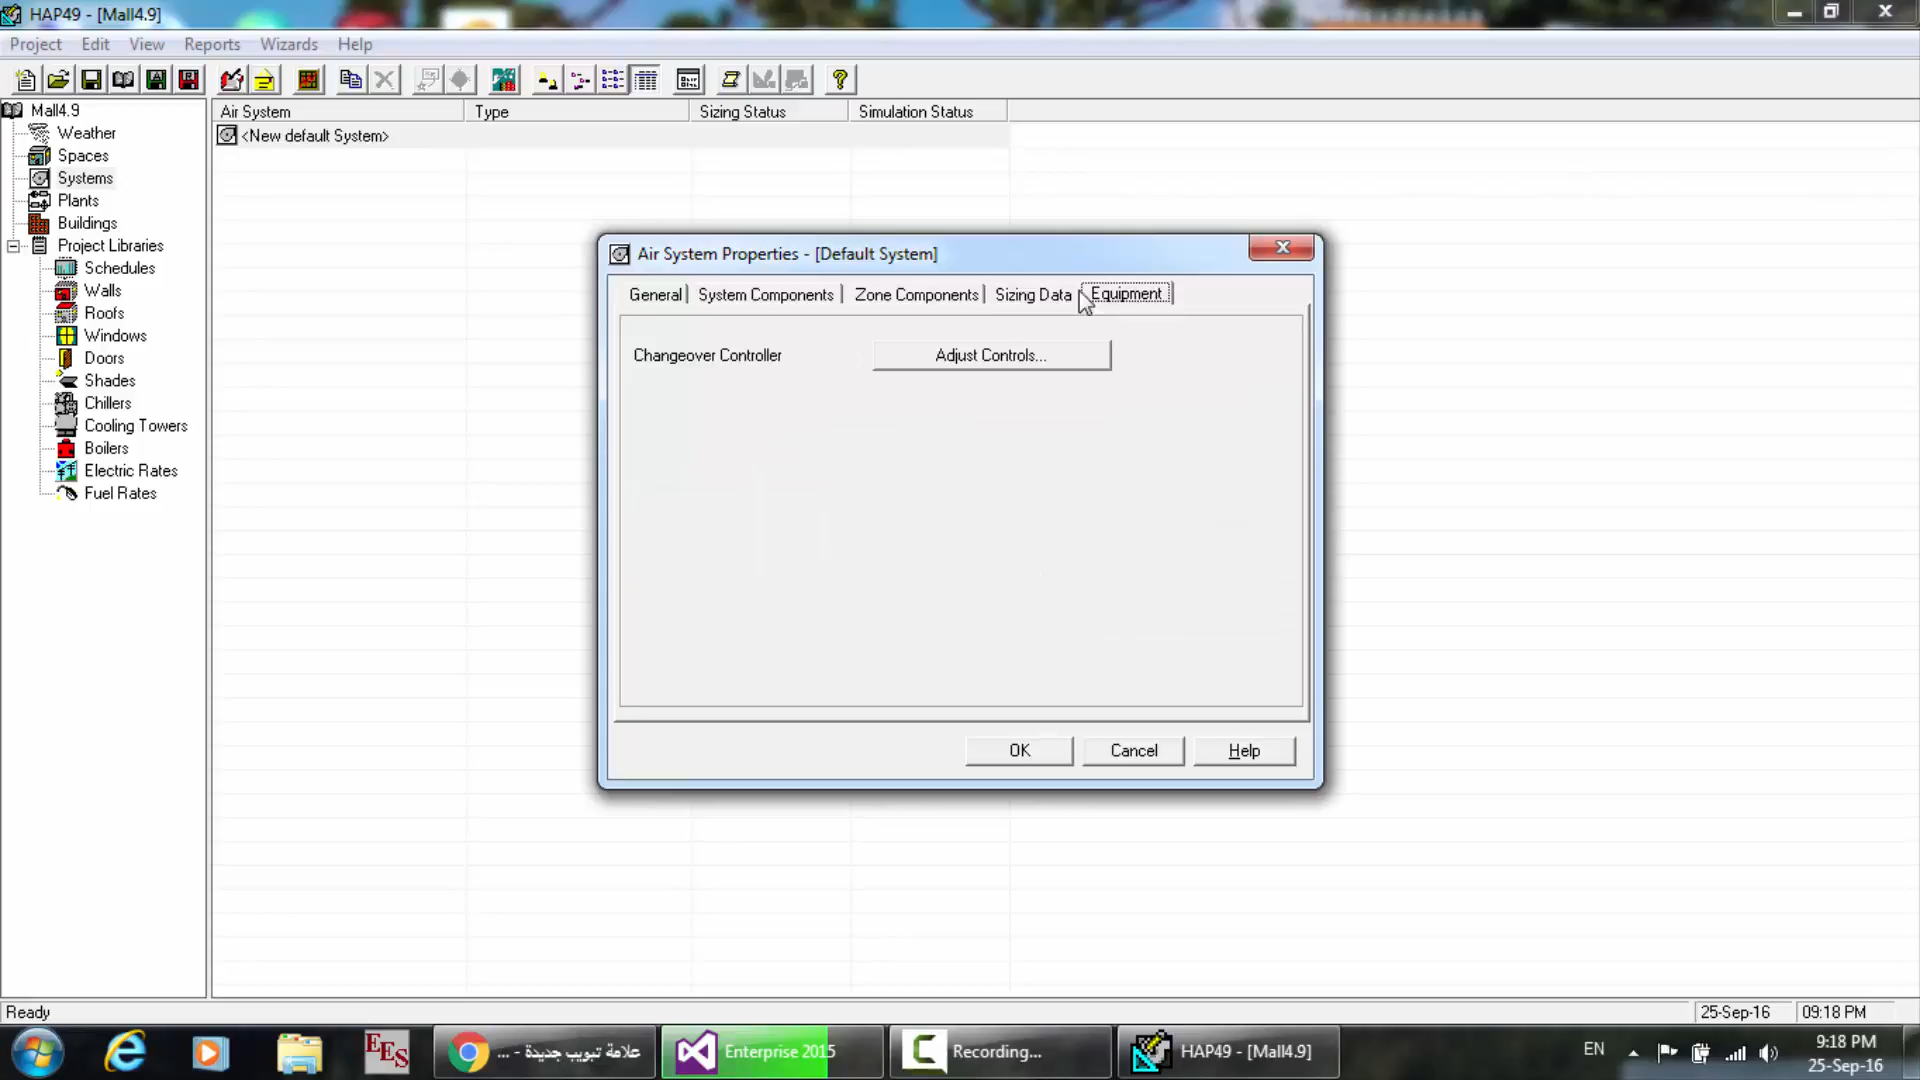 HAP49 - [Mall4.9]
Project Edit View Reports Wizards Help
Mall4.9
Weather
Spaces
Systems
Plants
Buildings
Project Libraries
Schedules
Walls
Roofs
Windows
Doors
Shades
Chillers
Cooling Towers
Boilers
Electric Rates
Fuel Rates
Air System Type Sizing Status Simulation Status
<New default System>
Air System Properties - [Default System]
General System Components Zone Components Sizing Data Equipment
Changeover Controller Adjust Controls...
OK Cancel Help
Ready 25-Sep-16 09:18 PM
EES
علامة تبويب جديدة - ...
Enterprise 2015
Recording...
HAP49 - [Mall4.9]
EN
9:18 PM
25-Sep-16